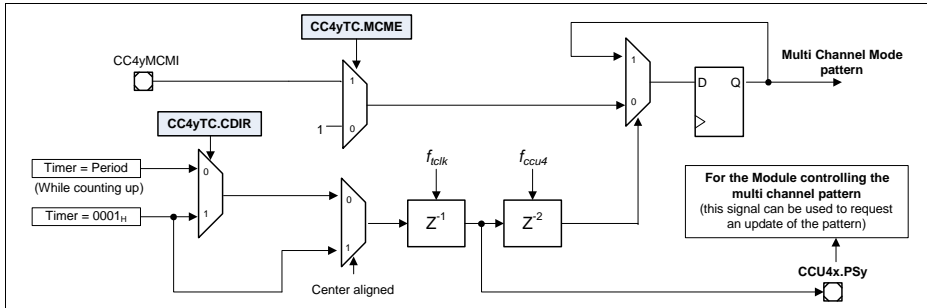 CC4yTC.MCME
CC4yMCMI
1
0
1
1
0
Multi Channel Mode
pattern
D Q
CC4yTC.CDIR
Timer = Period
(While counting up)
Timer = 0001H
0
1
0
1
Center aligned
ftclk
Z-1
fccu4
Z-2
For the Module controlling the
multi channel pattern
(this signal can be used to request
an update of the pattern)
CCU4x.PSy